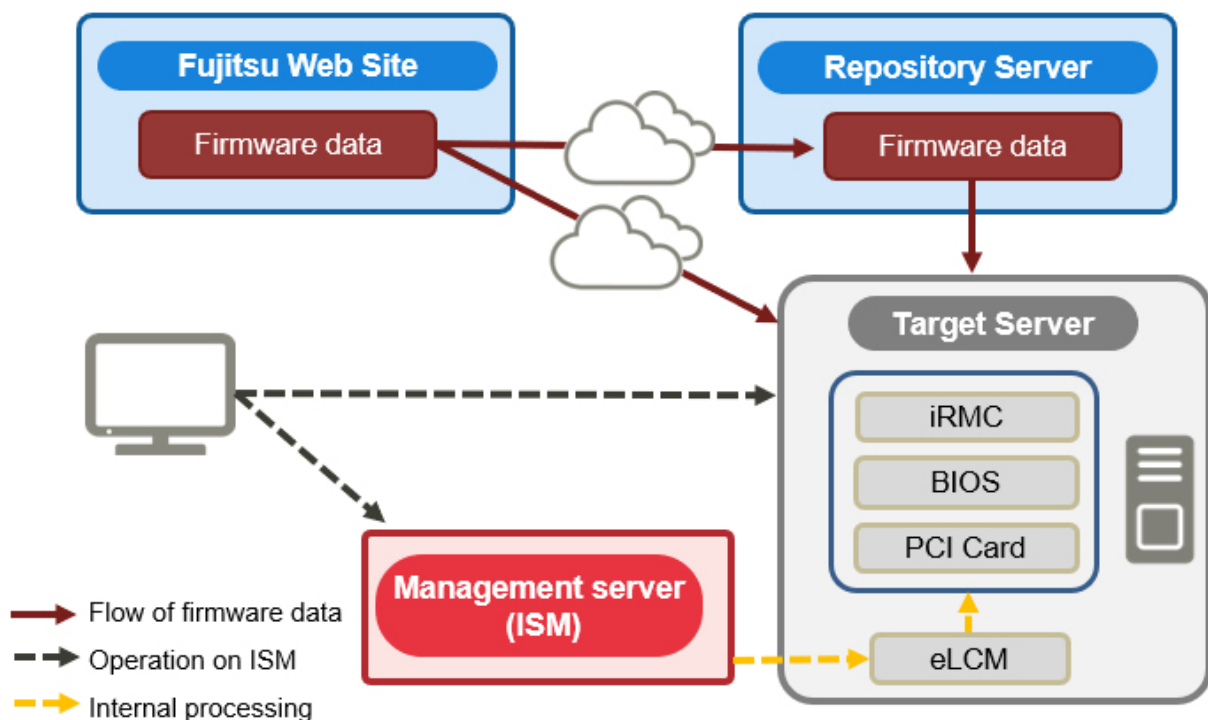 Fujitsu Web Site
Firmware data
Repository Server
Firmware data
Target Server
iRMC
BIOS
PCI Card
eLCM
Management server
(ISM)
Flow of firmware data
Operation on ISM
Internal processing